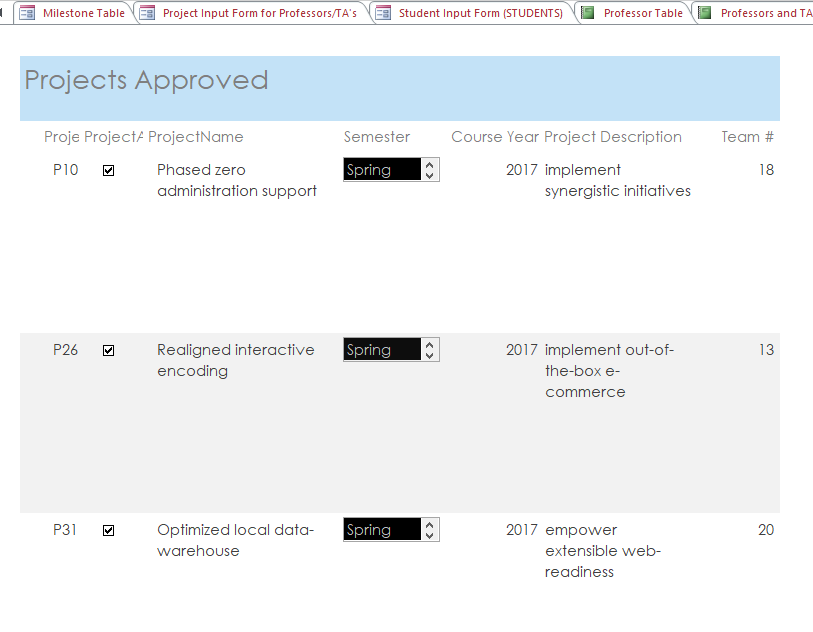 Milestone Table Project Input Form for Professors/TA's Student Input Form (STUDENTS) Professor Table Professors and TA
Projects Approved
Proje ProjectA ProjectName Semester Course Year Project Description Team #
P10 Phased zero Spring 2017 implement 18
administration support synergistic initiatives
P26 Realigned interactive Spring 2017 implement out-of- 13
encoding the-box e-
commerce
P31 Optimized local data- Spring 2017 empower 20
warehouse extensible web-
readiness